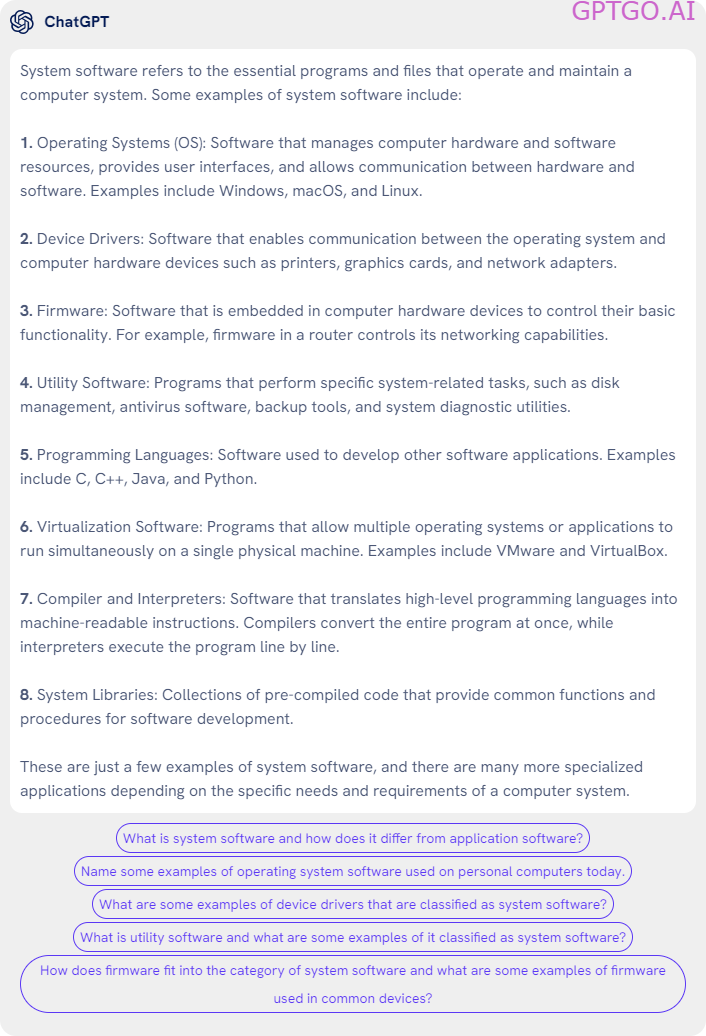 GPTGO.AI
ChatGPT
System software refers to the essential programs and files that operate and maintain a
computer system. Some examples of system software include:
1. Operating Systems (OS): Software that manages computer hardware and software
resources, provides user interfaces, and allows communication between hardware and
software. Examples include Windows, macOS, and Linux.
2. Device Drivers: Software that enables communication between the operating system and
computer hardware devices such as printers, graphics cards, and network adapters.
3. Firmware: Software that is embedded in computer hardware devices to control their basic
functionality. For example, firmware in a router controls its networking capabilities.
4. Utility Software: Programs that perform specific system-related tasks, such as disk
management, antivirus software, backup tools, and system diagnostic utilities.
5. Programming Languages: Software used to develop other software applications. Examples
include C, C++, Java, and Python.
6. Virtualization Software: Programs that allow multiple operating systems or applications to
run simultaneously on a single physical machine. Examples include VMware and VirtualBox.
7. Compiler and Interpreters: Software that translates high-level programming languages into
machine-readable instructions. Compilers convert the entire program at once, while
interpreters execute the program line by line.
8. System Libraries: Collections of pre-compiled code that provide common functions and
procedures for software development.
These are just a few examples of system software, and there are many more specialized
applications depending on the specific needs and requirements of a computer system.
What is system software and how does it differ from application software?
Name some examples of operating system software used on personal computers today.
What are some examples of device drivers that are classified as system software?
What is utility software and what are some examples of it classified as system software?
How does firmware fit into the category of system software and what are some examples of firmware
used in common devices?